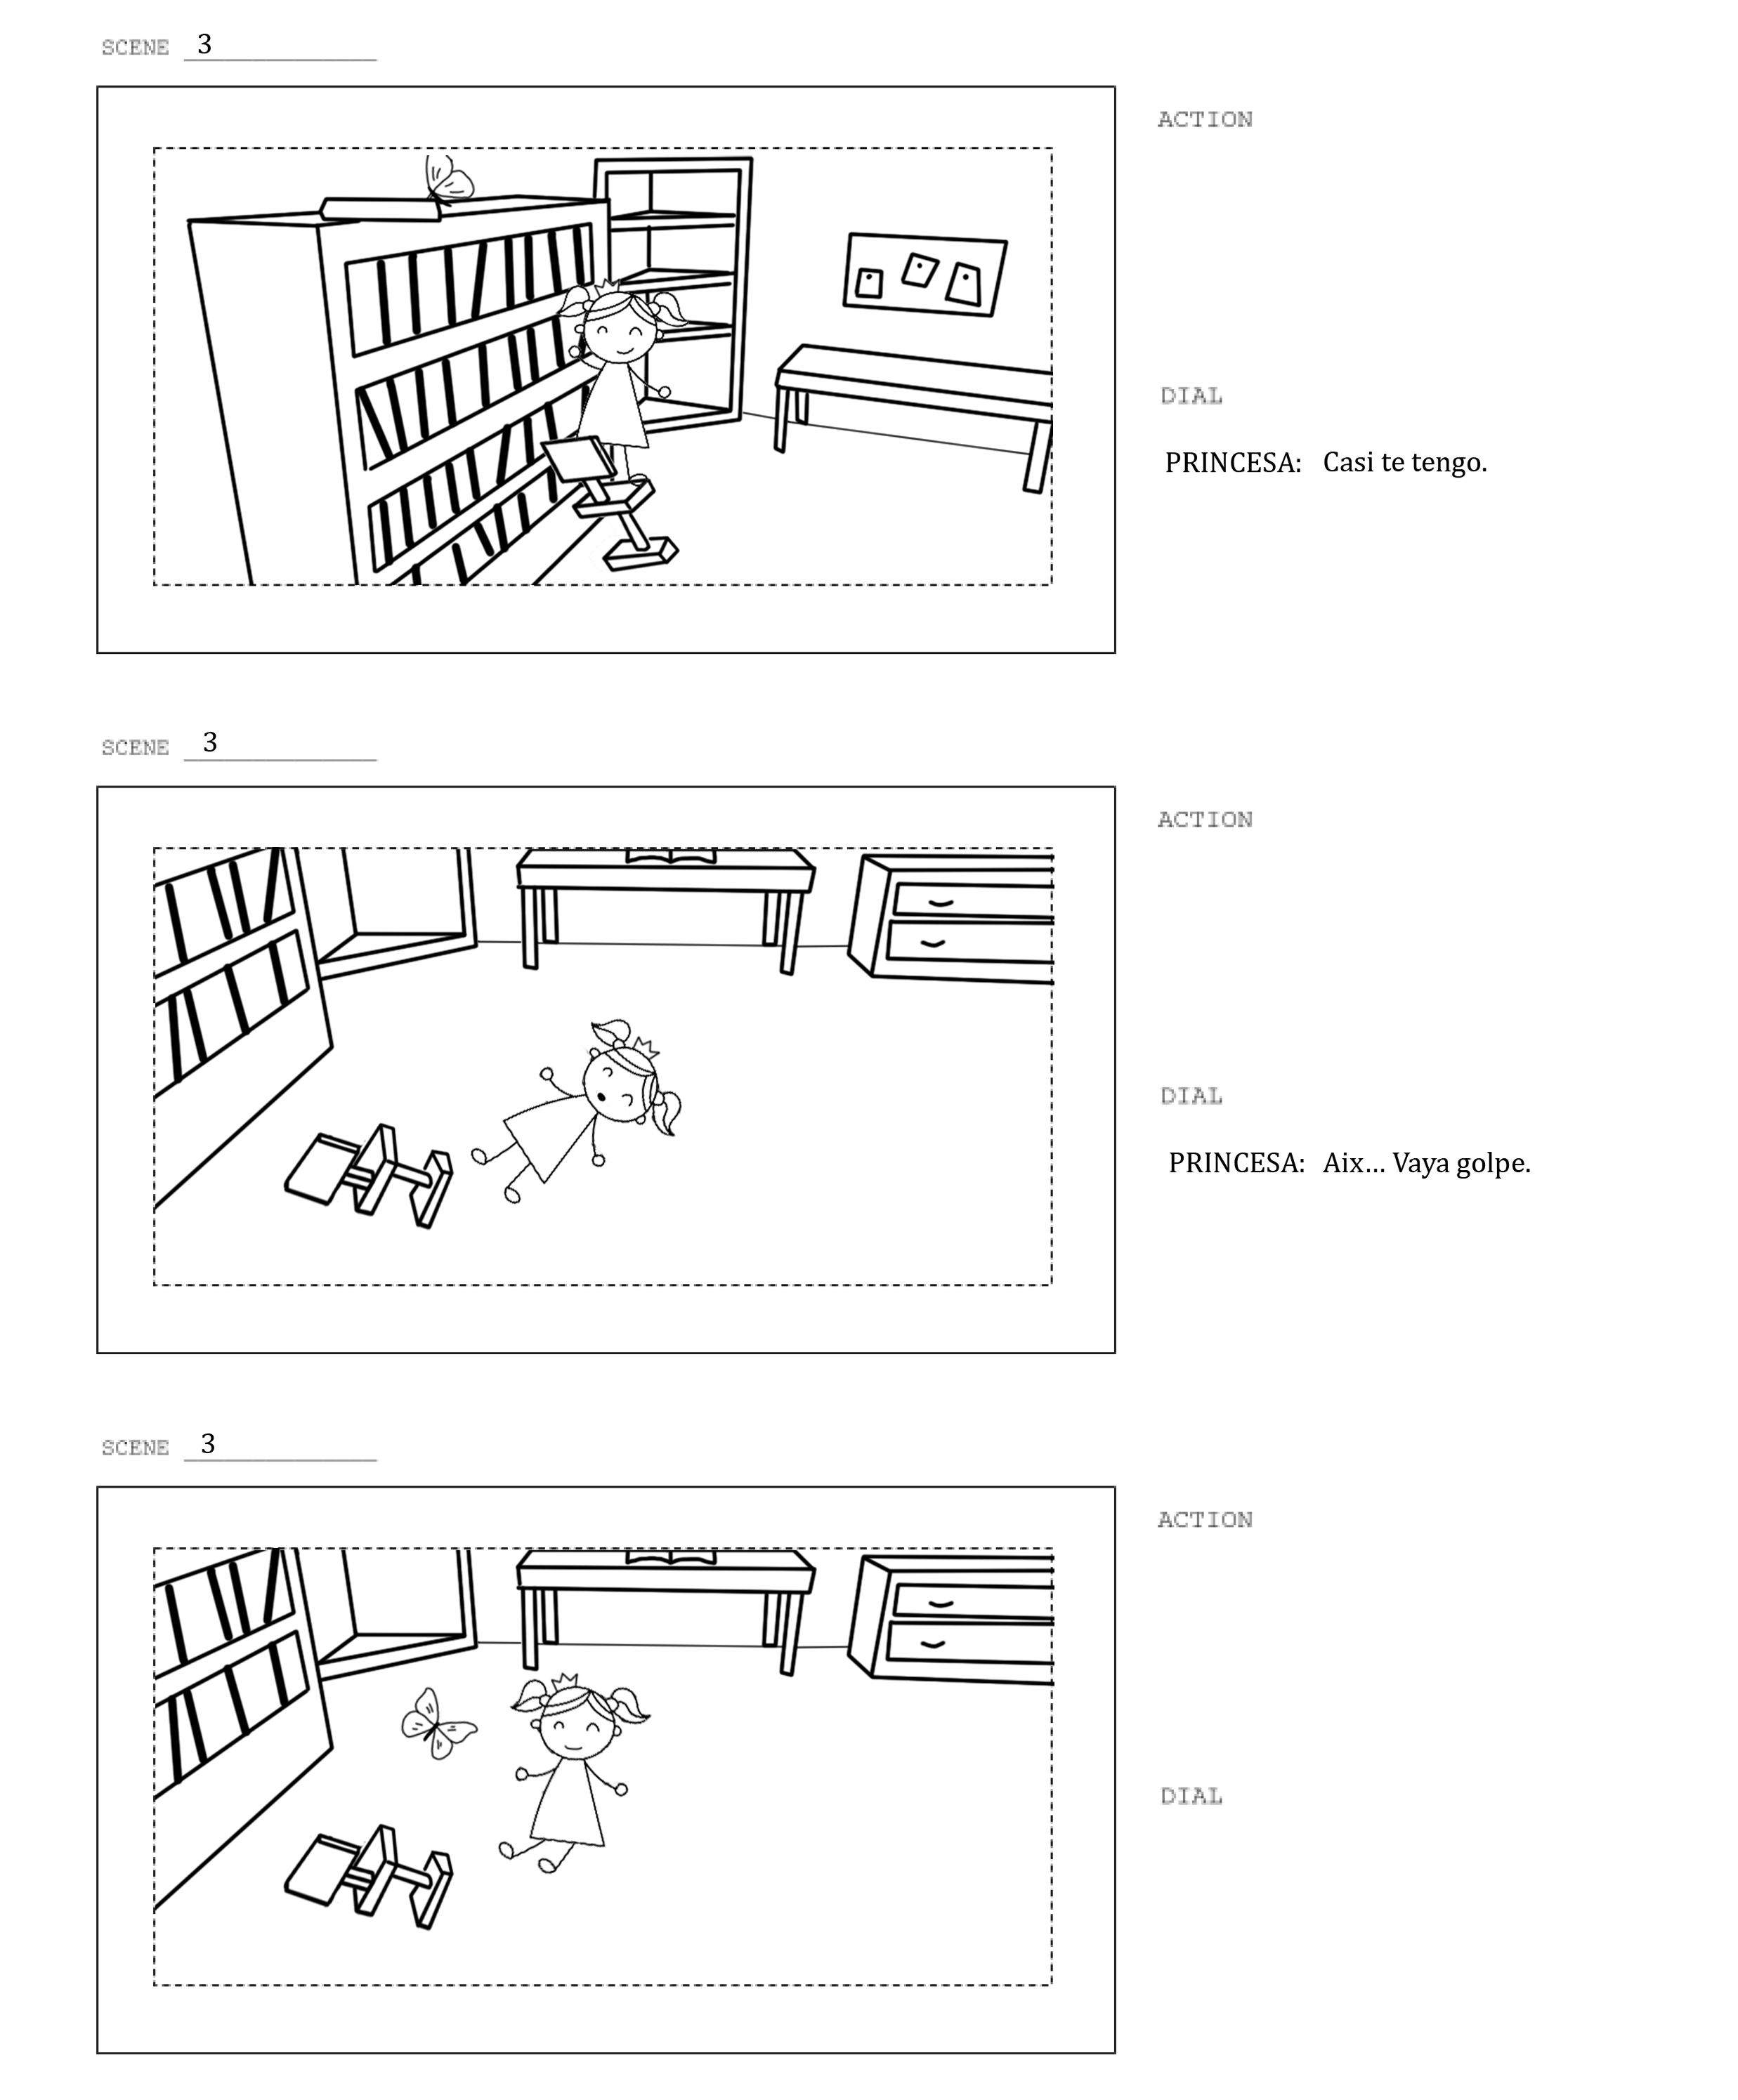 SCENE 3
ACTION
DIAL
PRINCESA: Casi te tengo.
SCENE 3
ACTION
DIAL
PRINCESA: Aix... Vaya golpe.
SCENE 3
ACTION
DIAL